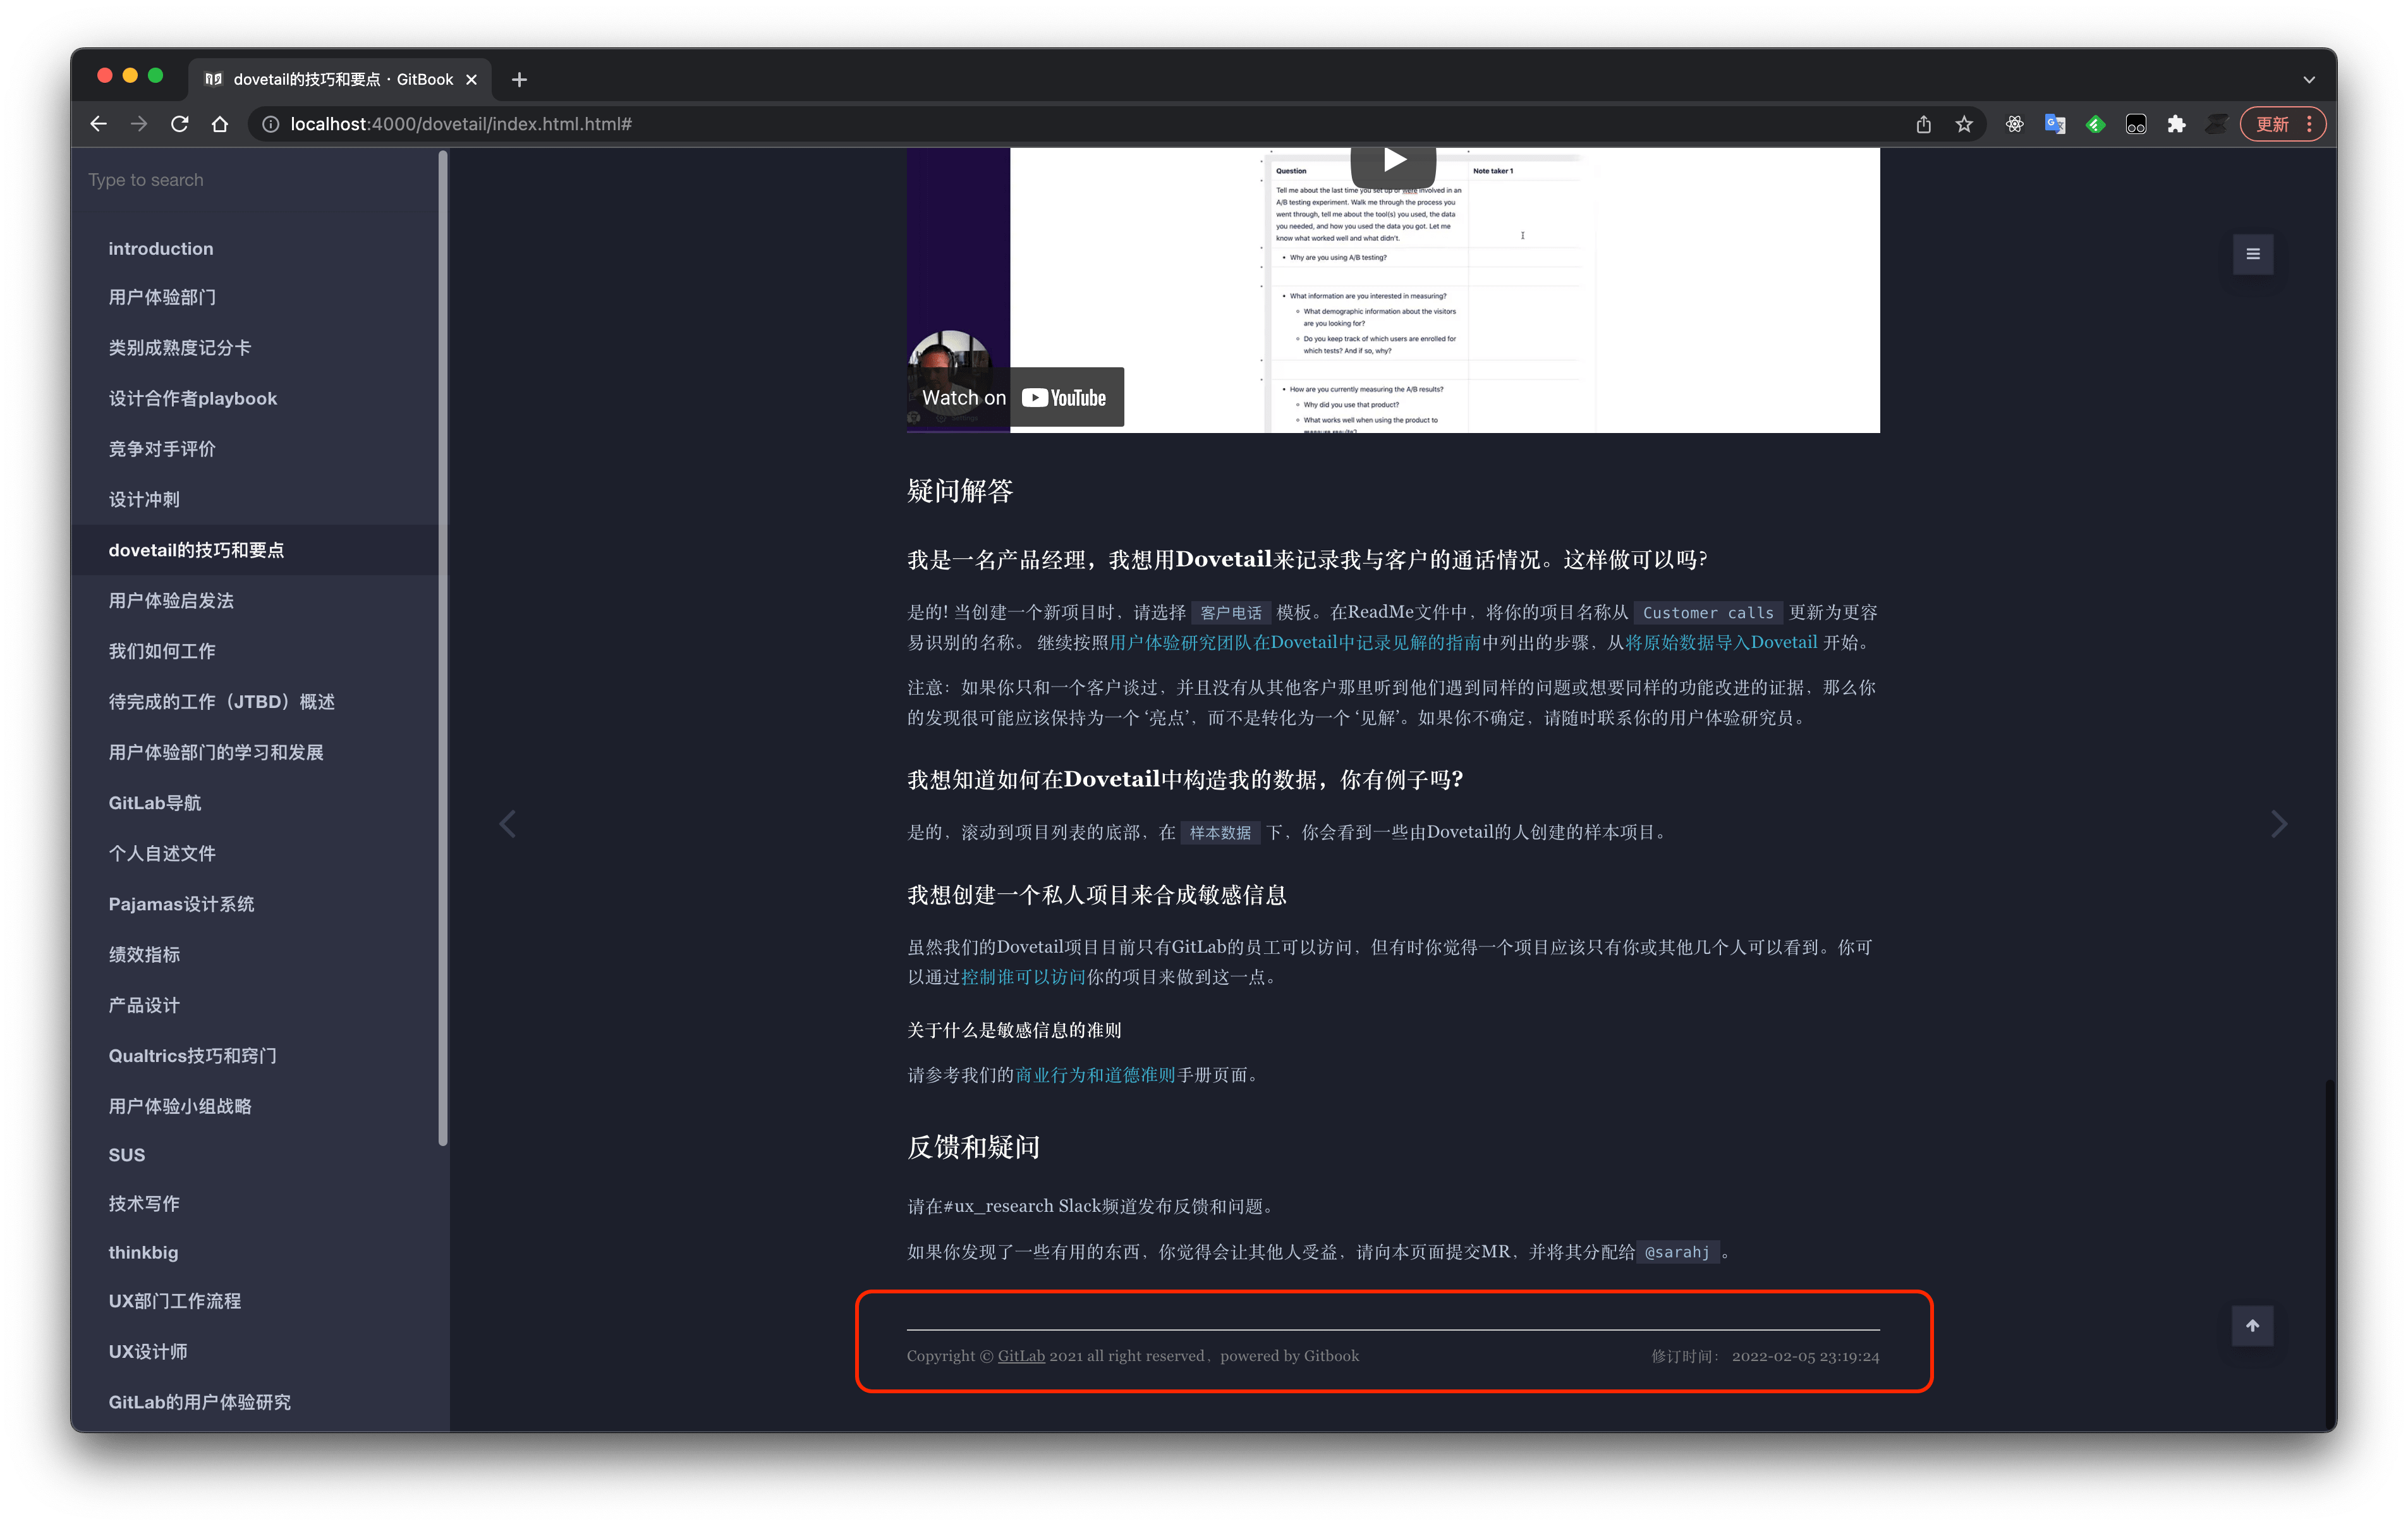 dovetail的技巧和要点 · GitBook
localhost:4000/dovetail/index.html.html#
更新
Type to search
introduction
用户体验部门
类别成熟度记分卡
设计合作者playbook
竞争对手评价
设计冲刺
dovetail的技巧和要点
用户体验启发法
我们如何工作
待完成的工作（JTBD）概述
用户体验部门的学习和发展
GitLab导航
个人自述文件
Pajamas设计系统
绩效指标
产品设计
Qualtrics技巧和窍门
用户体验小组战略
SUS
技术写作
thinkbig
UX部门工作流程
UX设计师
GitLab的用户体验研究
Question
Note taker 1
Tell me about the last time you set up or were involved in an
A/B testing experiment. Walk me through the process you
went through, tell me about the tool(s) you used, the data
you needed, and how you used the data you got. Let me
know what worked well and what didn't.
• Why are you using A/B testing?
• What information are you interested in measuring?
What demographic information about the visitors
are you looking for?
Do you keep track of which users are enrolled for
which tests? And if so, why?
• How are you currently measuring the A/B results?
Why did you use that product?
What works well when using the product to
measure results?
Watch on YouTube
疑问解答
我是一名产品经理，我想用Dovetail来记录我与客户的通话情况。这样做可以吗?
是的! 当创建一个新项目时，请选择 客户电话 模板。在ReadMe文件中，将你的项目名称从 Customer calls 更新为更容
易识别的名称。 继续按照用户体验研究团队在Dovetail中记录见解的指南中列出的步骤，从将原始数据导入Dovetail 开始。
注意：如果你只和一个客户谈过，并且没有从其他客户那里听到他们遇到同样的问题或想要同样的功能改进的证据，那么你
的发现很可能应该保持为一个 ‘亮点’，而不是转化为一个 ‘见解’。如果你不确定，请随时联系你的用户体验研究员。
我想知道如何在Dovetail中构造我的数据，你有例子吗?
是的，滚动到项目列表的底部，在 样本数据 下，你会看到一些由Dovetail的人创建的样本项目。
我想创建一个私人项目来合成敏感信息
虽然我们的Dovetail项目目前只有GitLab的员工可以访问，但有时你觉得一个项目应该只有你或其他几个人可以看到。你可
以通过控制谁可以访问你的项目来做到这一点。
关于什么是敏感信息的准则
请参考我们的商业行为和道德准则手册页面。
反馈和疑问
请在#ux_research Slack频道发布反馈和问题。
如果你发现了一些有用的东西，你觉得会让其他人受益，请向本页面提交MR，并将其分配给 @sarahj 。
Copyright © GitLab 2021 all right reserved，powered by Gitbook
修订时间： 2022-02-05 23:19:24